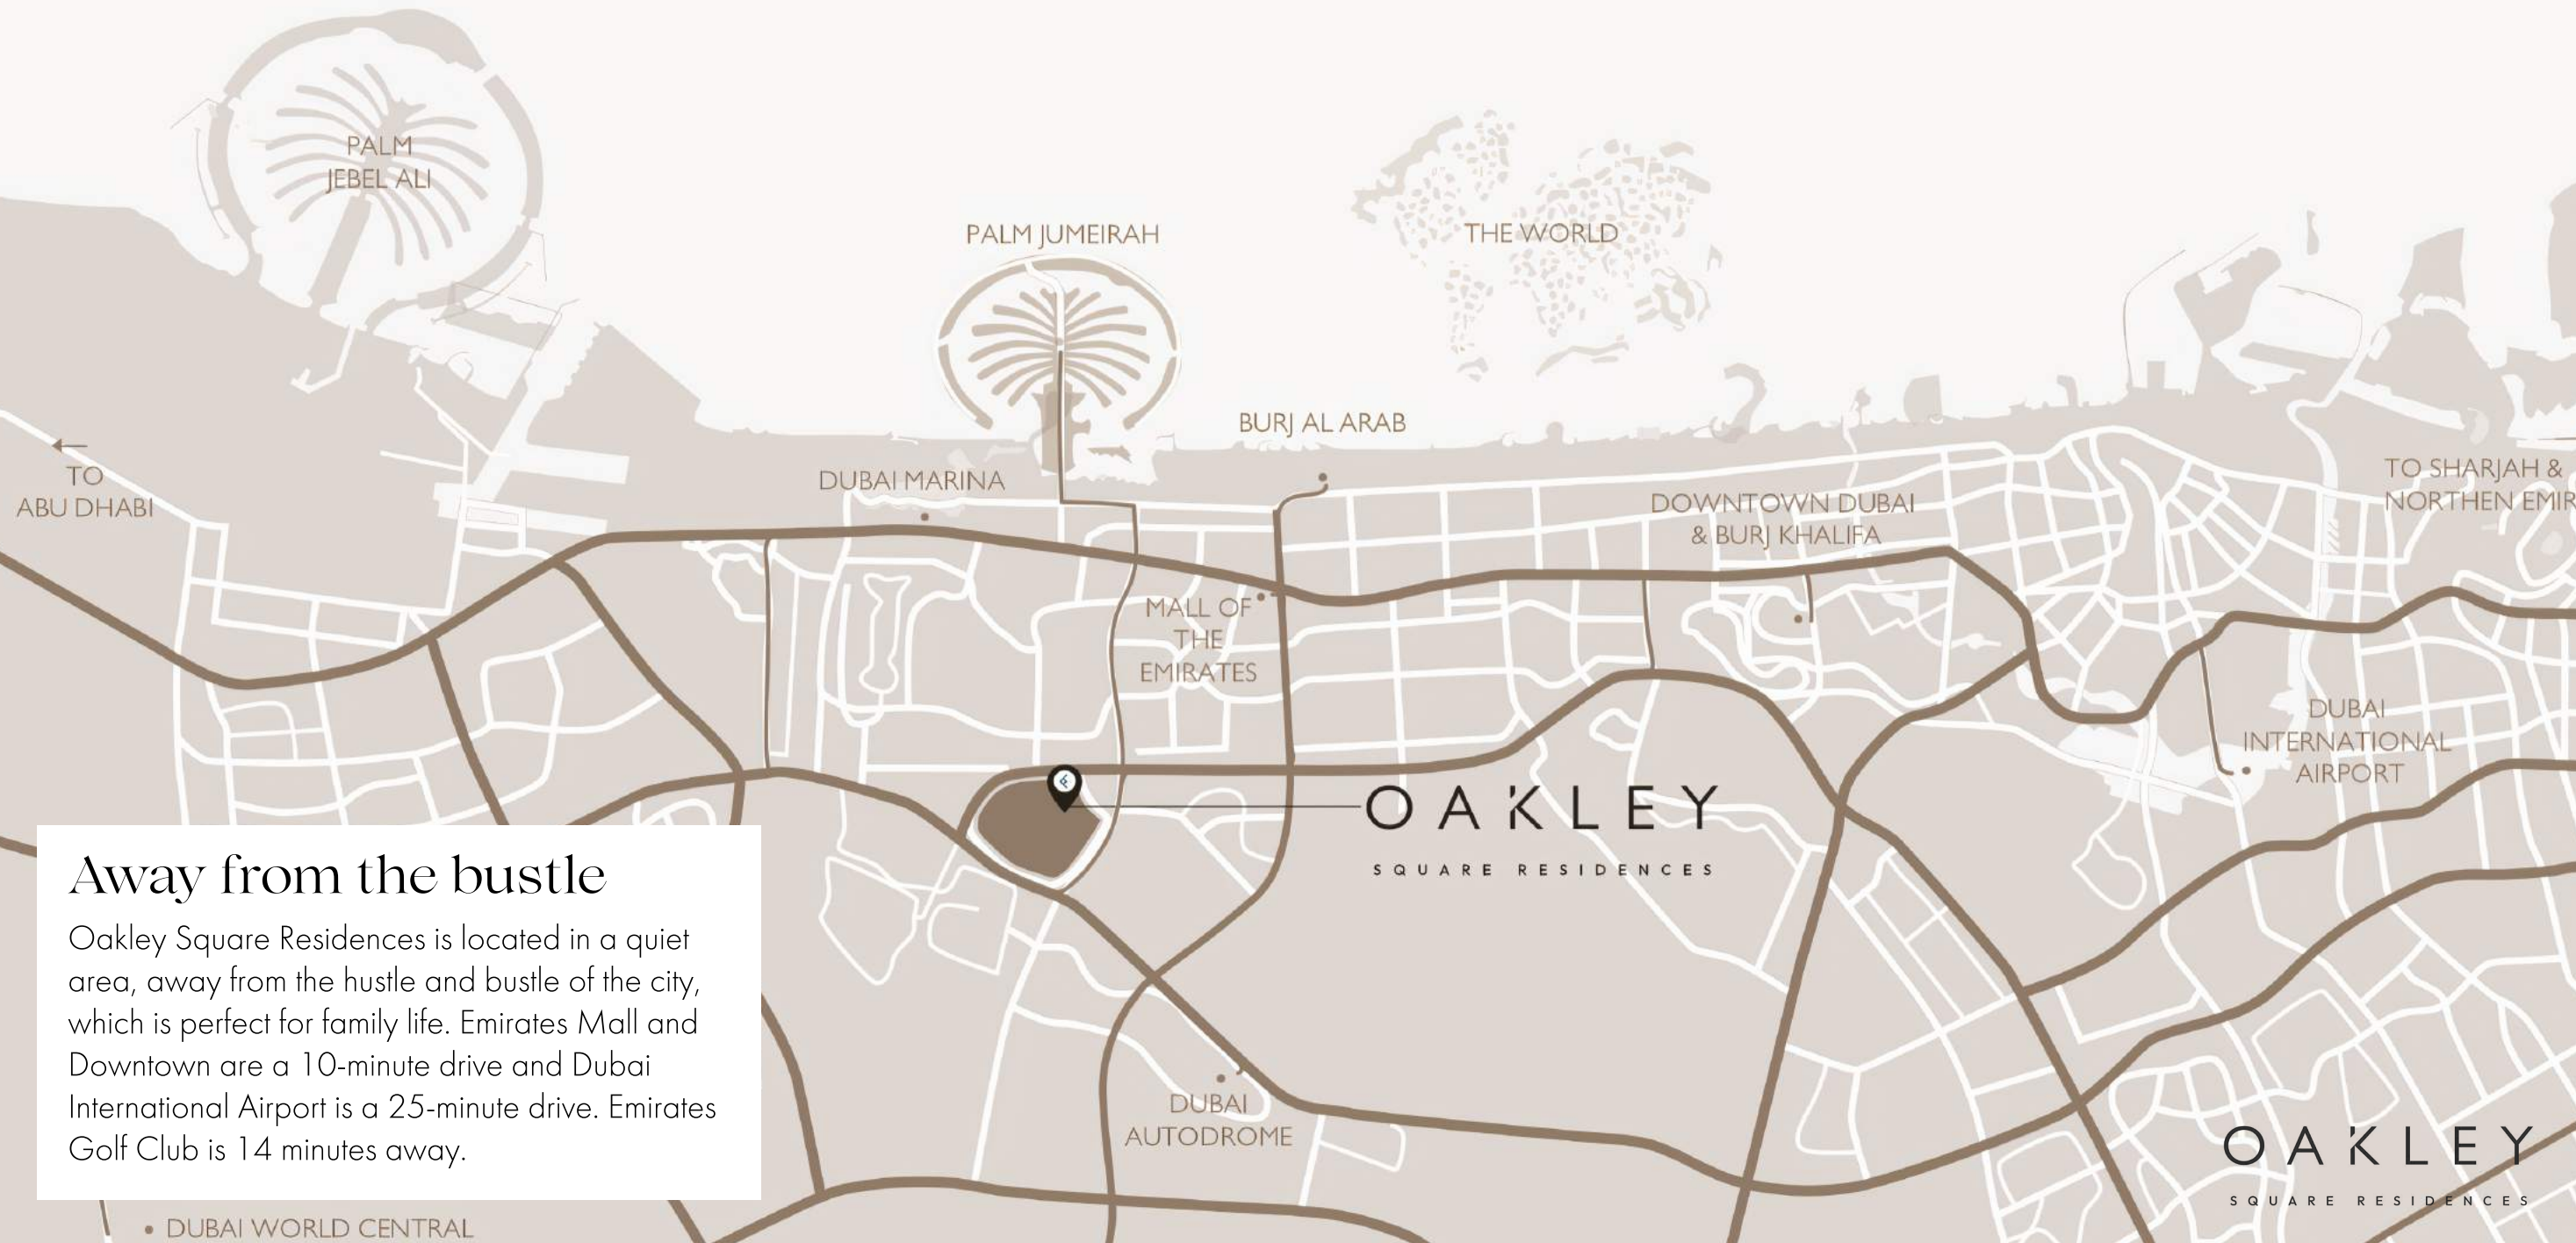 PALM
JEBEL ALI
PALM JUMEIRAH
THE WORLD
BURJ AL ARAB
TO
ABU DHABI
DUBAI MARINA
DOWNTOWN DUBAI
& BURJ KHALIFA
TO SHARJAH &
NORTHEN EMIR
MALL OF
THE
EMIRATES
DUBAI
INTERNATIONAL
AIRPORT
OAKLEY
SQUARE RESIDENCES
Away from the bustle
Oakley Square Residences is located in a quiet
area, away from the hustle and bustle of the city,
which is perfect for family life. Emirates Mall and
Downtown are a 10-minute drive and Dubai
International Airport is a 25-minute drive. Emirates
Golf Club is 14 minutes away.
DUBAI
AUTODROME
OAKLEY
SQUARE RESIDENCES
• DUBAI WORLD CENTRAL